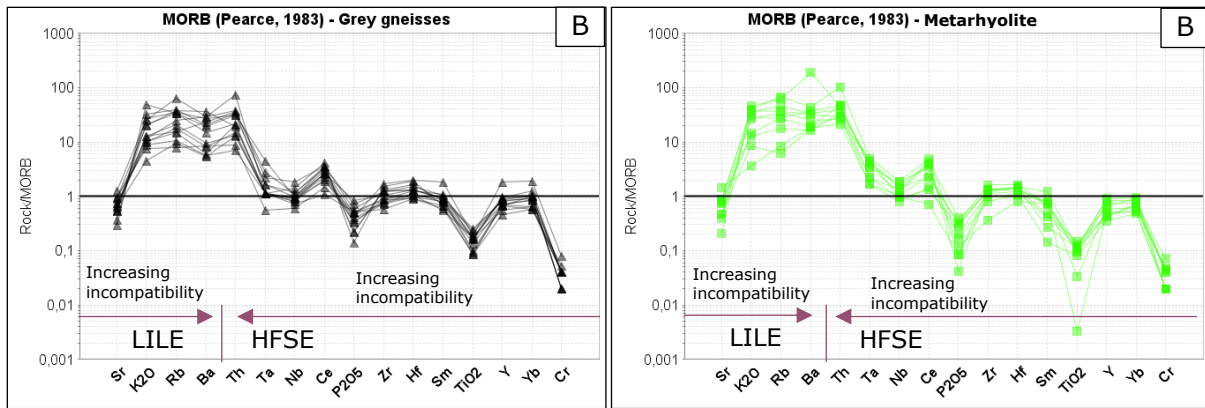 MORB (Pearce, 1983) - Grey gneisses
B
1000
100
10
1
0,1
0,01
0,001
Rock/MORB
Increasing
incompatibility
Increasing
incompatibility
LILE
HFSE
Sr
K2O
Rb
Ba
Th
Ta
Nb
Ce
P2O5
Zr
Hf
Sm
TiO2
Y
Yb
Cr
MORB (Pearce, 1983) - Metarhyolite
B
1000
100
10
1
0,1
0,01
0,001
Rock/MORB
Increasing
incompatibility
Increasing
incompatibility
LILE
HFSE
Sr
K2O
Rb
Ba
Th
Ta
Nb
Ce
P2O5
Zr
Hf
Sm
TiO2
Y
Yb
Cr